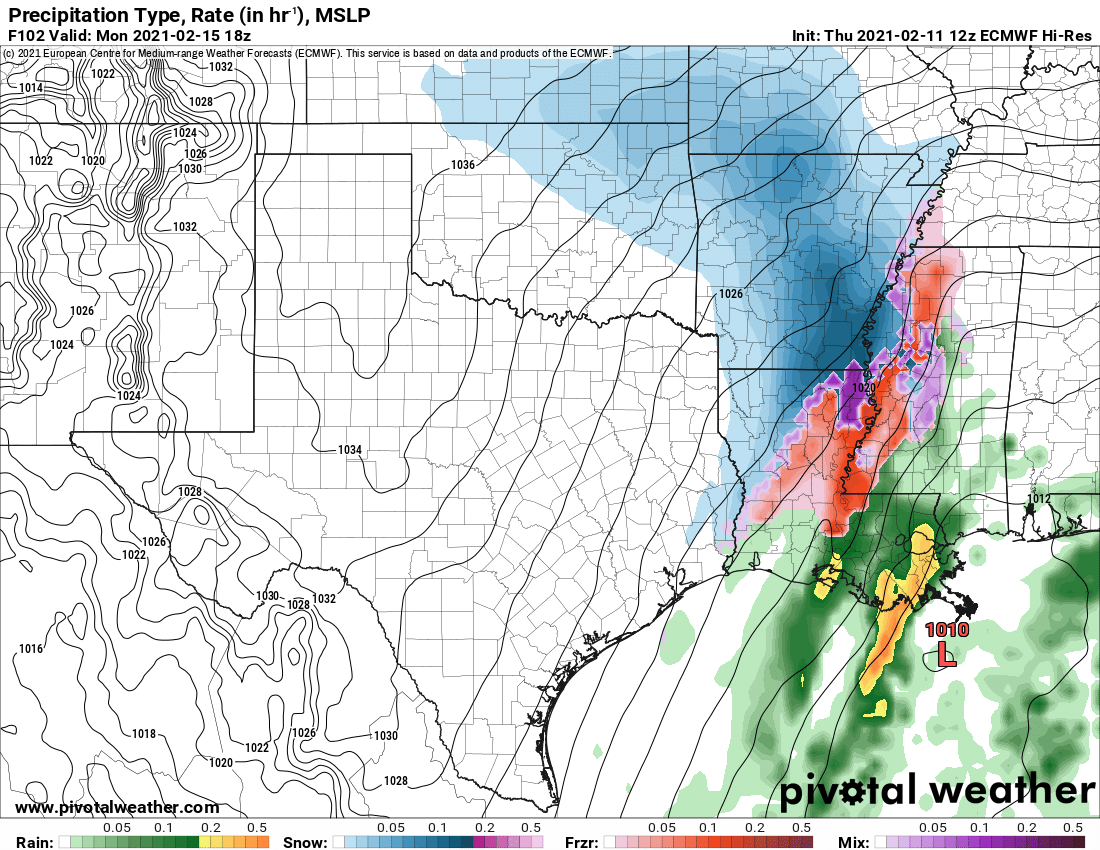 Precipitation Type, Rate (in hr⁻¹), MSLP
F102 Valid: Mon 2021-02-15 18z
Init: Thu 2021-02-11 12z ECMWF Hi-Res
(c) 2021 European Centre for Medium-range Weather Forecasts (ECMWF). This service is based on data and products of the ECMWF.
1032
1022
1014
1028
1024
1026
1022
1020
1030
1036
1032
1026
1026
1024
1020
1024
1034
1028
1012
1026
1022
1030
1028
1032
1010
L
1016
1026
1018
1030
1022
1020
1028
pivotal weather
www.pivotalweather.com
0.05 0.1 0.2 0.5
0.05 0.1 0.2 0.5
0.05 0.1 0.2 0.5
0.05 0.1 0.2 0.5
Rain:
Snow:
Frzr:
Mix: